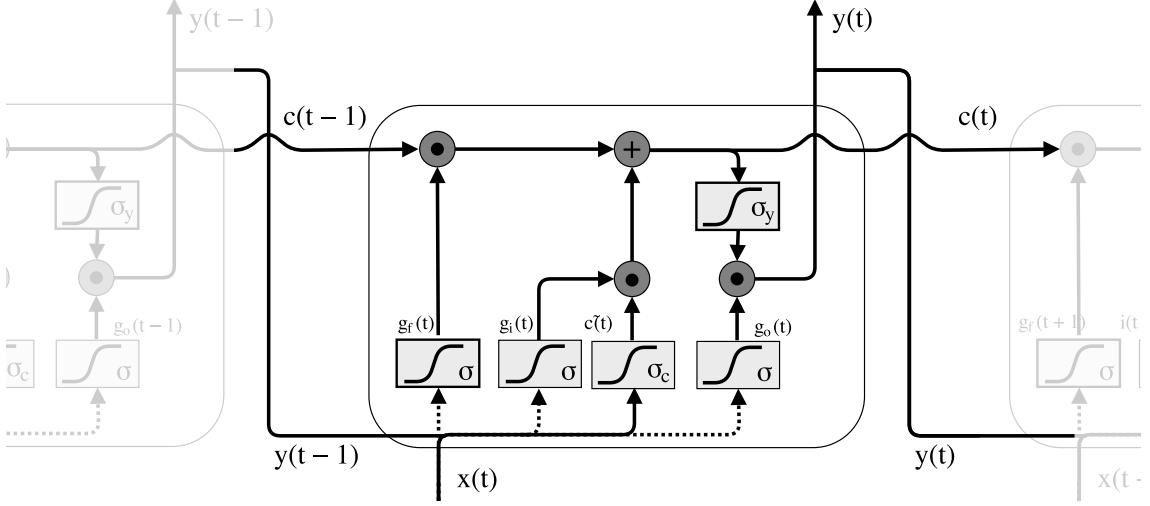 y(t − 1)
y(t)
c(t − 1)
c(t)
+
σy
σy
go(t − 1)
gf(t)
gi(t)
c̃(t)
go(t)
gf(t + 1)
i(t
σc
σ
σ
σ
σc
σ
σ
y(t − 1)
y(t)
x(t)
x(t −